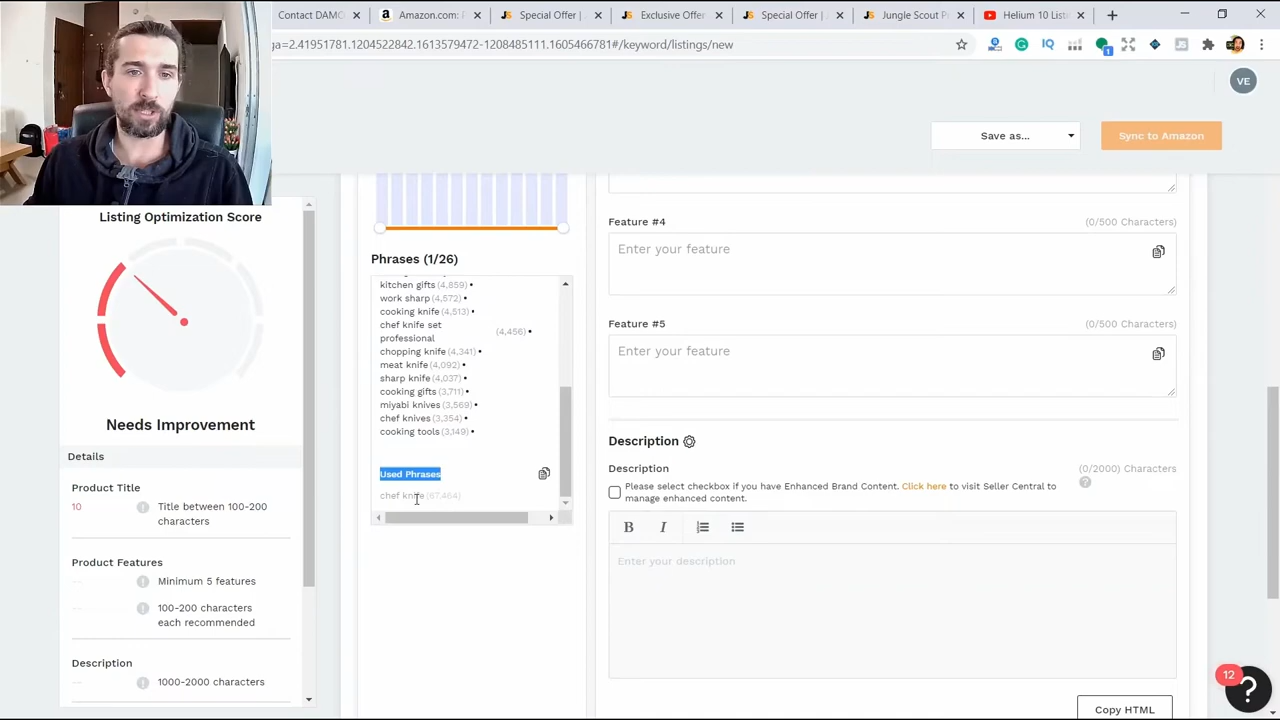 Contact DAMO
Amazon.com:
Special Offer
Exclusive Offer
Special Offer
Jungle Scout P
Helium 10 Listi
ga=2.41951781.1204522842.1613579472-1208485111.1605466781#/keyword/listings/new
VE
Save as...
Sync to Amazon
Listing Optimization Score
Needs Improvement
Details
Product Title
10
Title between 100-200
characters
Product Features
--
Minimum 5 features
--
100-200 characters
each recommended
Description
--
1000-2000 characters
Phrases (1/26)
kitchen gifts (4,859) •
work sharp (4,572) •
cooking knife (4,513) •
chef knife set
professional
(4,456) •
chopping knife (4,341) •
meat knife (4,092) •
sharp knife (4,037) •
cooking gifts (3,711) •
miyabi knives (3,569) •
chef knives (3,354) •
cooking tools (3,149) •
Used Phrases
chef knife (67,464)
Feature #4
(0/500 Characters)
Enter your feature
Feature #5
(0/500 Characters)
Enter your feature
Description
Description
(0/2000) Characters
Please select checkbox if you have Enhanced Brand Content. Click here to visit Seller Central to
manage enhanced content.
B I
Enter your description
Copy HTML
12
?